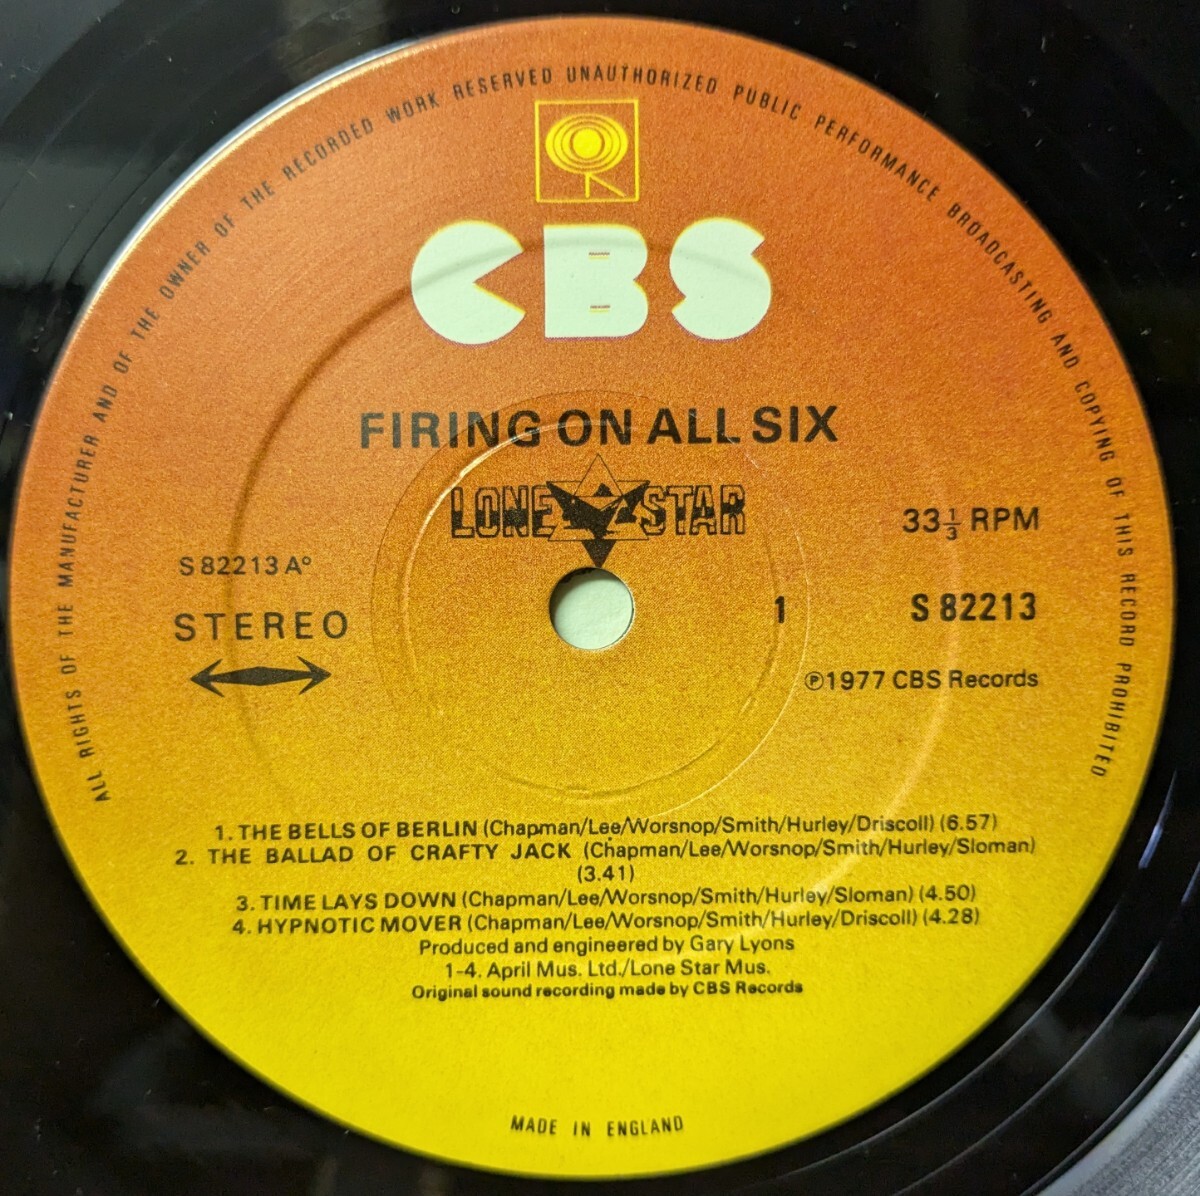 ALL RIGHTS OF THE MANUFACTURER AND OF THE OWNER OF THE RECORDED WORK RESERVED UNAUTHORIZED PUBLIC PERFORMANCE BROADCASTING AND COPYING OF THIS RECORD PROHIBITED
CBS
FIRING ON ALL SIX
LONE STAR
33⅓ RPM
S 82213 A°
STEREO
1
S 82213
℗1977 CBS Records
1. THE BELLS OF BERLIN (Chapman/Lee/Worsnop/Smith/Hurley/Driscoll) (6.57)
2. THE BALLAD OF CRAFTY JACK (Chapman/Lee/Worsnop/Smith/Hurley/Sloman)
(3.41)
3. TIME LAYS DOWN (Chapman/Lee/Worsnop/Smith/Hurley/Sloman) (4.50)
4. HYPNOTIC MOVER (Chapman/Lee/Worsnop/Smith/Hurley/Driscoll) (4.28)
Produced and engineered by Gary Lyons
1-4. April Mus. Ltd./Lone Star Mus.
Original sound recording made by CBS Records
MADE IN ENGLAND